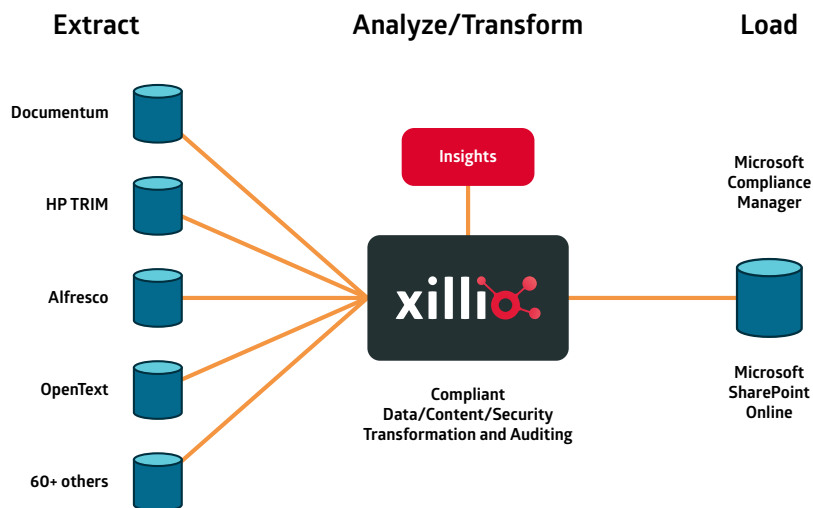 Extract
Analyze/Transform
Load
Documentum
HP TRIM
Alfresco
OpenText
60+ others
Insights
xillio
Compliant
Data/Content/Security
Transformation and Auditing
Microsoft
Compliance
Manager
Microsoft
SharePoint
Online